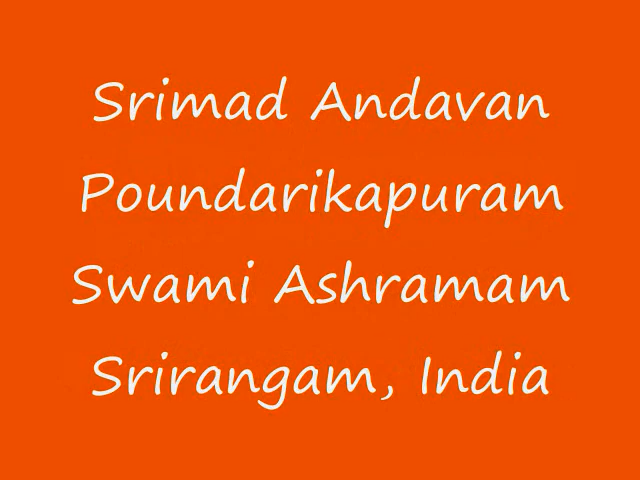 Srimad Andavan
Poundarikapuram
Swami Ashramam
Srirangam, India